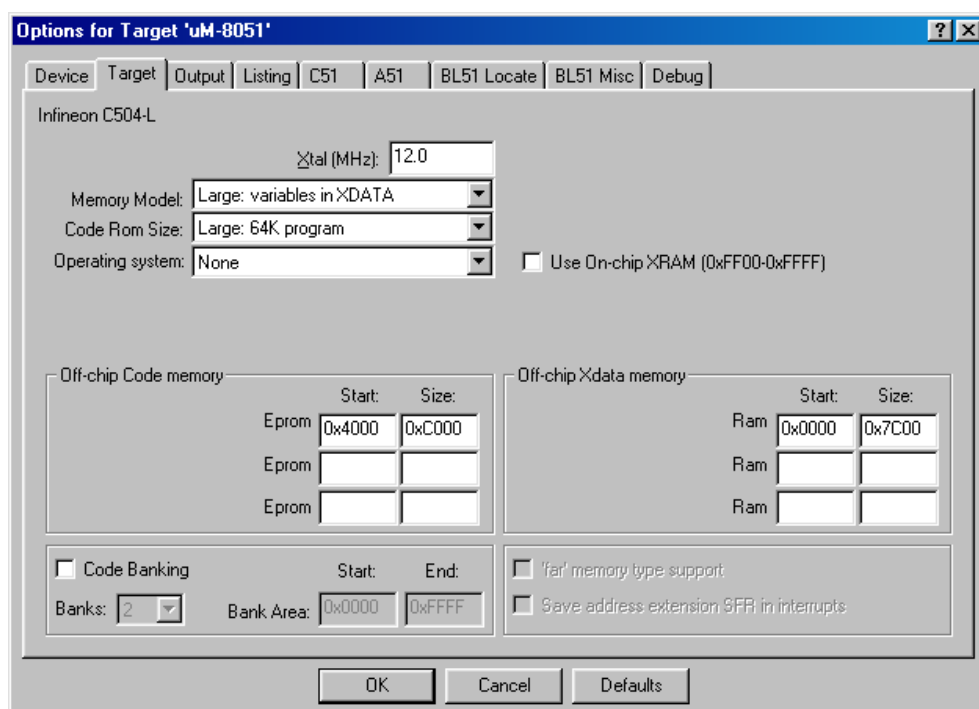 Options for Target 'uM-8051'
Device Target Output Listing C51 A51 BL51 Locate BL51 Misc Debug
Infineon C504-L
Xtal (MHz): 12.0
Memory Model: Large: variables in XDATA
Code Rom Size: Large: 64K program
Operating system: None Use On-chip XRAM (0xFF00-0xFFFF)
Off-chip Code memory
Start: Size:
Eprom 0x4000 0xC000
Eprom
Eprom
Off-chip Xdata memory
Start: Size:
Ram 0x0000 0x7C00
Ram
Ram
Code Banking Start: End:
Banks: 2 Bank Area: 0x0000 0xFFFF
'far' memory type support
Save address extension SFR in interrupts
OK Cancel Defaults